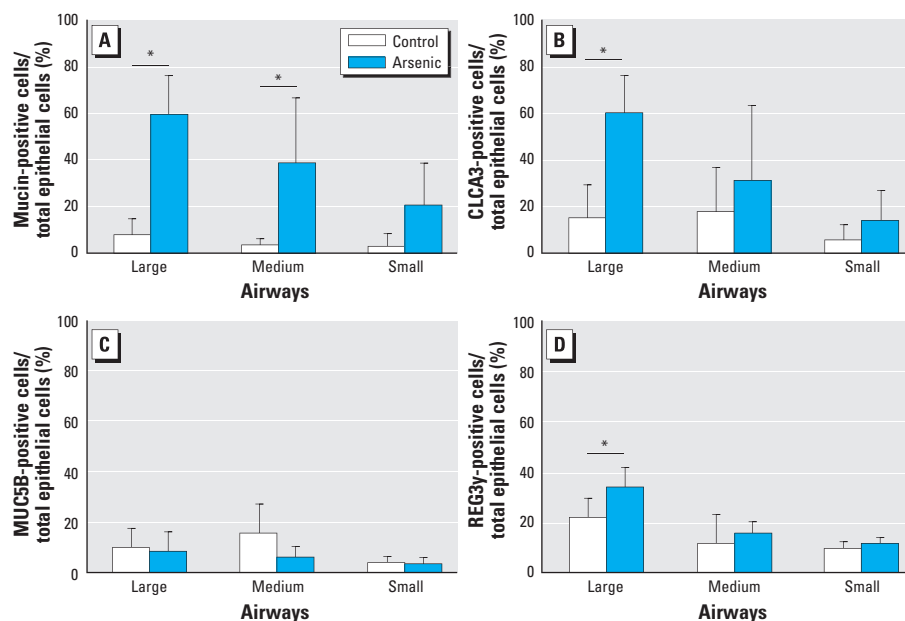 A
Control
Arsenic
*
*
Mucin-positive cells/
total epithelial cells (%)
100
80
60
40
20
0
Large
Medium
Small
Airways
B
*
CLCA3-positive cells/
total epithelial cells (%)
100
80
60
40
20
0
Large
Medium
Small
Airways
C
MUC5B-positive cells/
total epithelial cells (%)
100
80
60
40
20
0
Large
Medium
Small
Airways
D
*
REG3y-positive cells/
total epithelial cells (%)
100
80
60
40
20
0
Large
Medium
Small
Airways